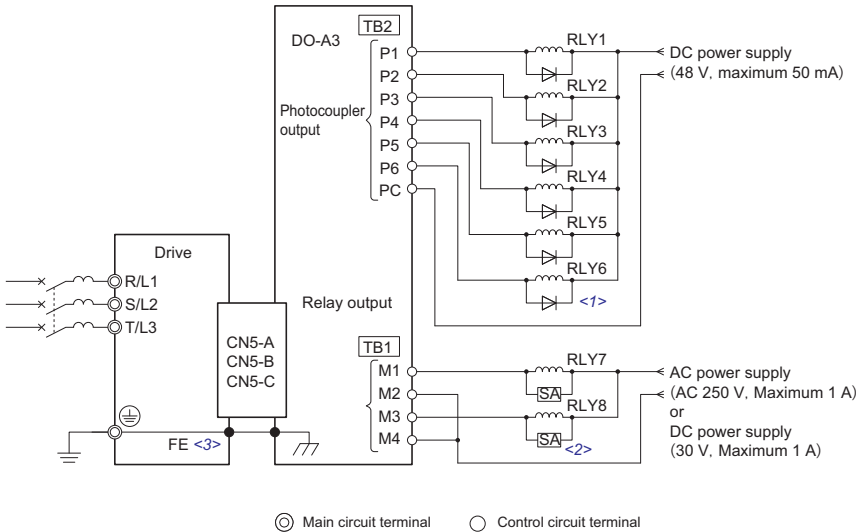 TB2
DO-A3
RLY1
P1
DC power supply
P2
(48 V, maximum 50 mA)
RLY2
P3
Photocoupler
output
RLY3
P4
P5
RLY4
P6
PC
RLY5
Drive
RLY6
R/L1
<1>
S/L2
Relay output
T/L3
CN5-A
CN5-B
CN5-C
TB1
RLY7
M1
AC power supply
SA
M2
(AC 250 V, Maximum 1 A)
RLY8
M3
or
SA
M4
DC power supply
FE <3>
<2>
(30 V, Maximum 1 A)
Main circuit terminal
Control circuit terminal